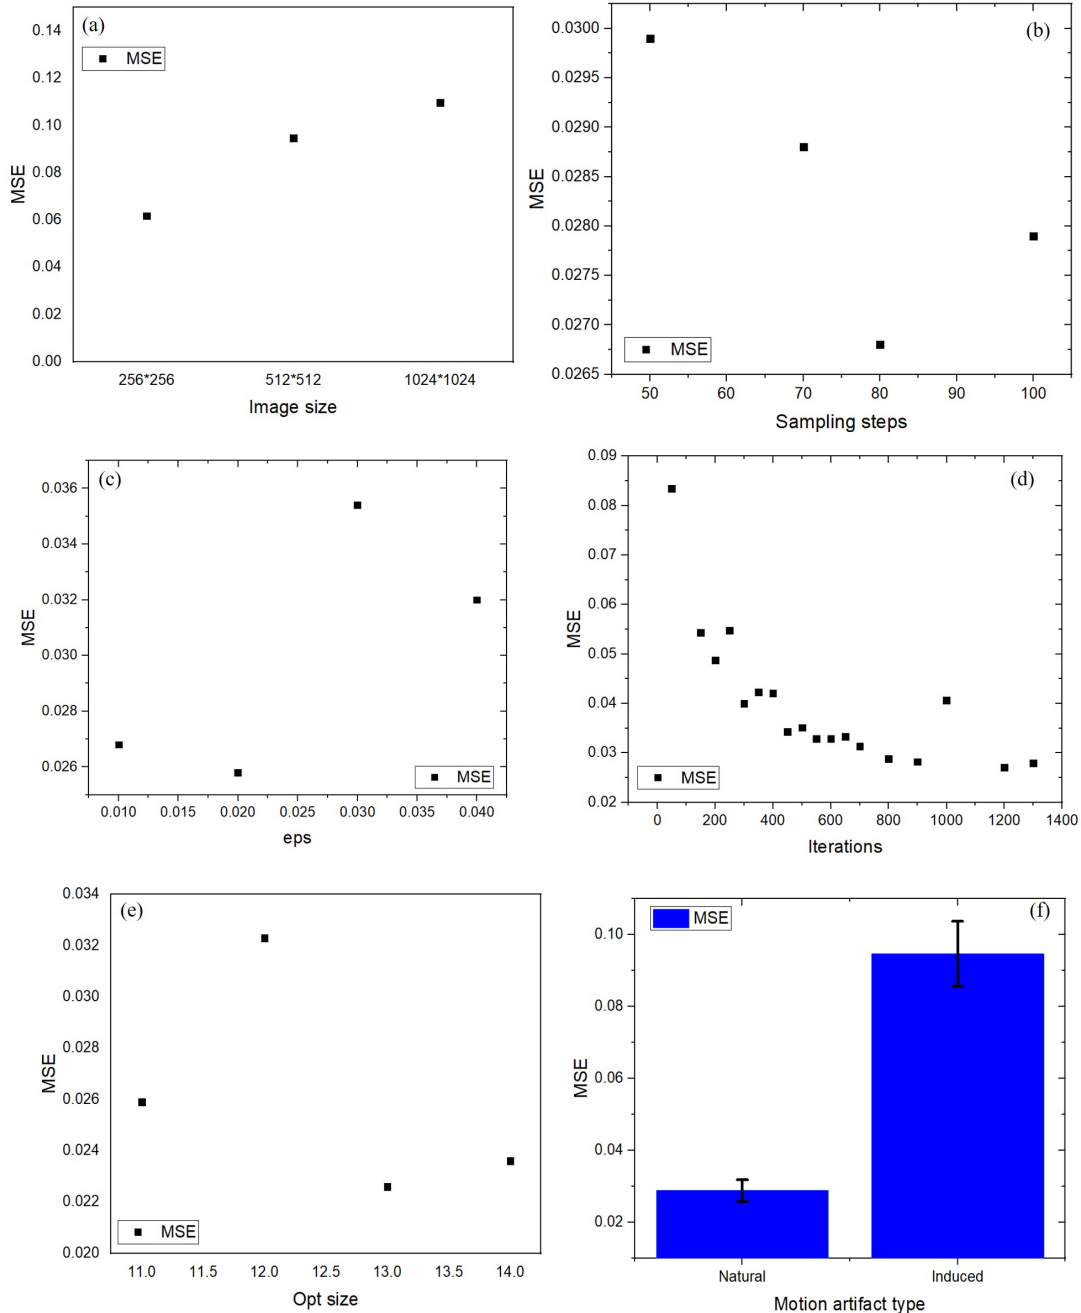 (a)
MSE
0.14
0.12
0.10
0.08
0.06
0.04
0.02
0.00
MSE
256*256 512*512 1024*1024
Image size
(b)
0.0300
0.0295
0.0290
0.0285
0.0280
0.0275
0.0270
0.0265
MSE
MSE
50 60 70 80 90 100
Sampling steps
(c)
0.036
0.034
0.032
0.030
0.028
0.026
MSE
MSE
0.010 0.015 0.020 0.025 0.030 0.035 0.040
eps
(d)
0.09
0.08
0.07
0.06
0.05
0.04
0.03
0.02
MSE
MSE
0 200 400 600 800 1000 1200 1400
Iterations
(e)
0.034
0.032
0.030
0.028
0.026
0.024
0.022
0.020
MSE
MSE
11.0 11.5 12.0 12.5 13.0 13.5 14.0
Opt size
(f)
MSE
0.10
0.08
0.06
0.04
0.02
MSE
Natural Induced
Motion artifact type